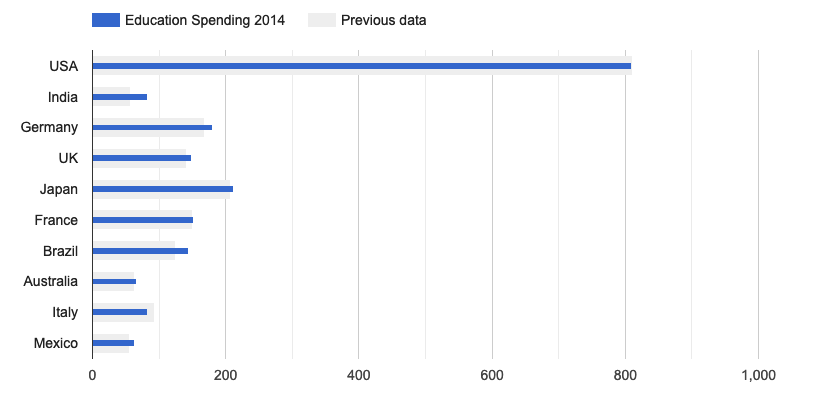 Education Spending 2014 Previous data
USA
India
Germany
UK
Japan
France
Brazil
Australia
Italy
Mexico
0 200 400 600 800 1,000